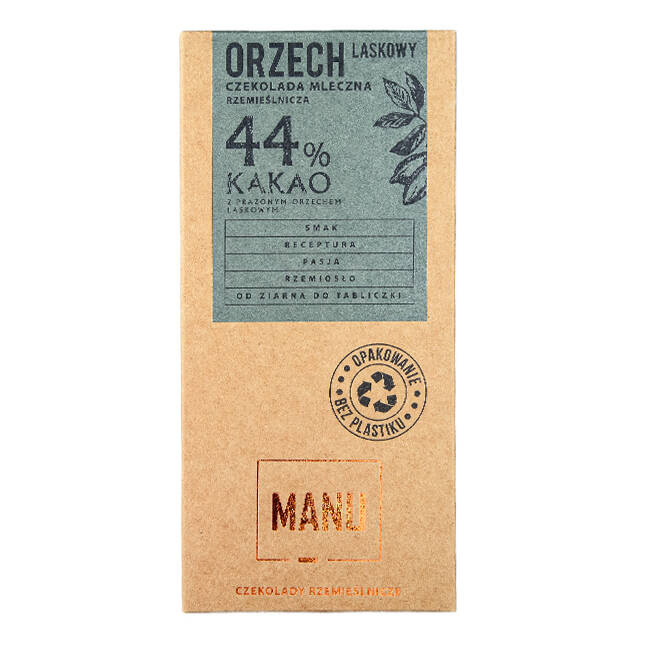 ORZECH LASKOWY
CZEKOLADA MLECZNA
RZEMIEŚLNICZA
44%
KAKAO
Z PRAŻONYM ORZECHEM
LASKOWYM
SMAK
RECEPTURA
PASJA
RZEMIOSŁO
OD ZIARNA DO TABLICZKI
OPAKOWANIE
BEZ PLASTIKU
MANU
CZEKOLADY RZEMIEŚLNICZE